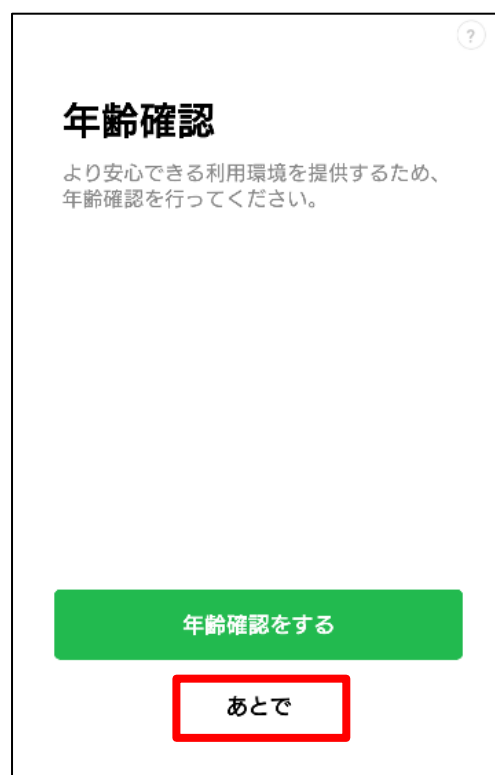 ?
年齢確認
より安心できる利用環境を提供するため、
年齢確認を行ってください。
年齢確認をする
あとで